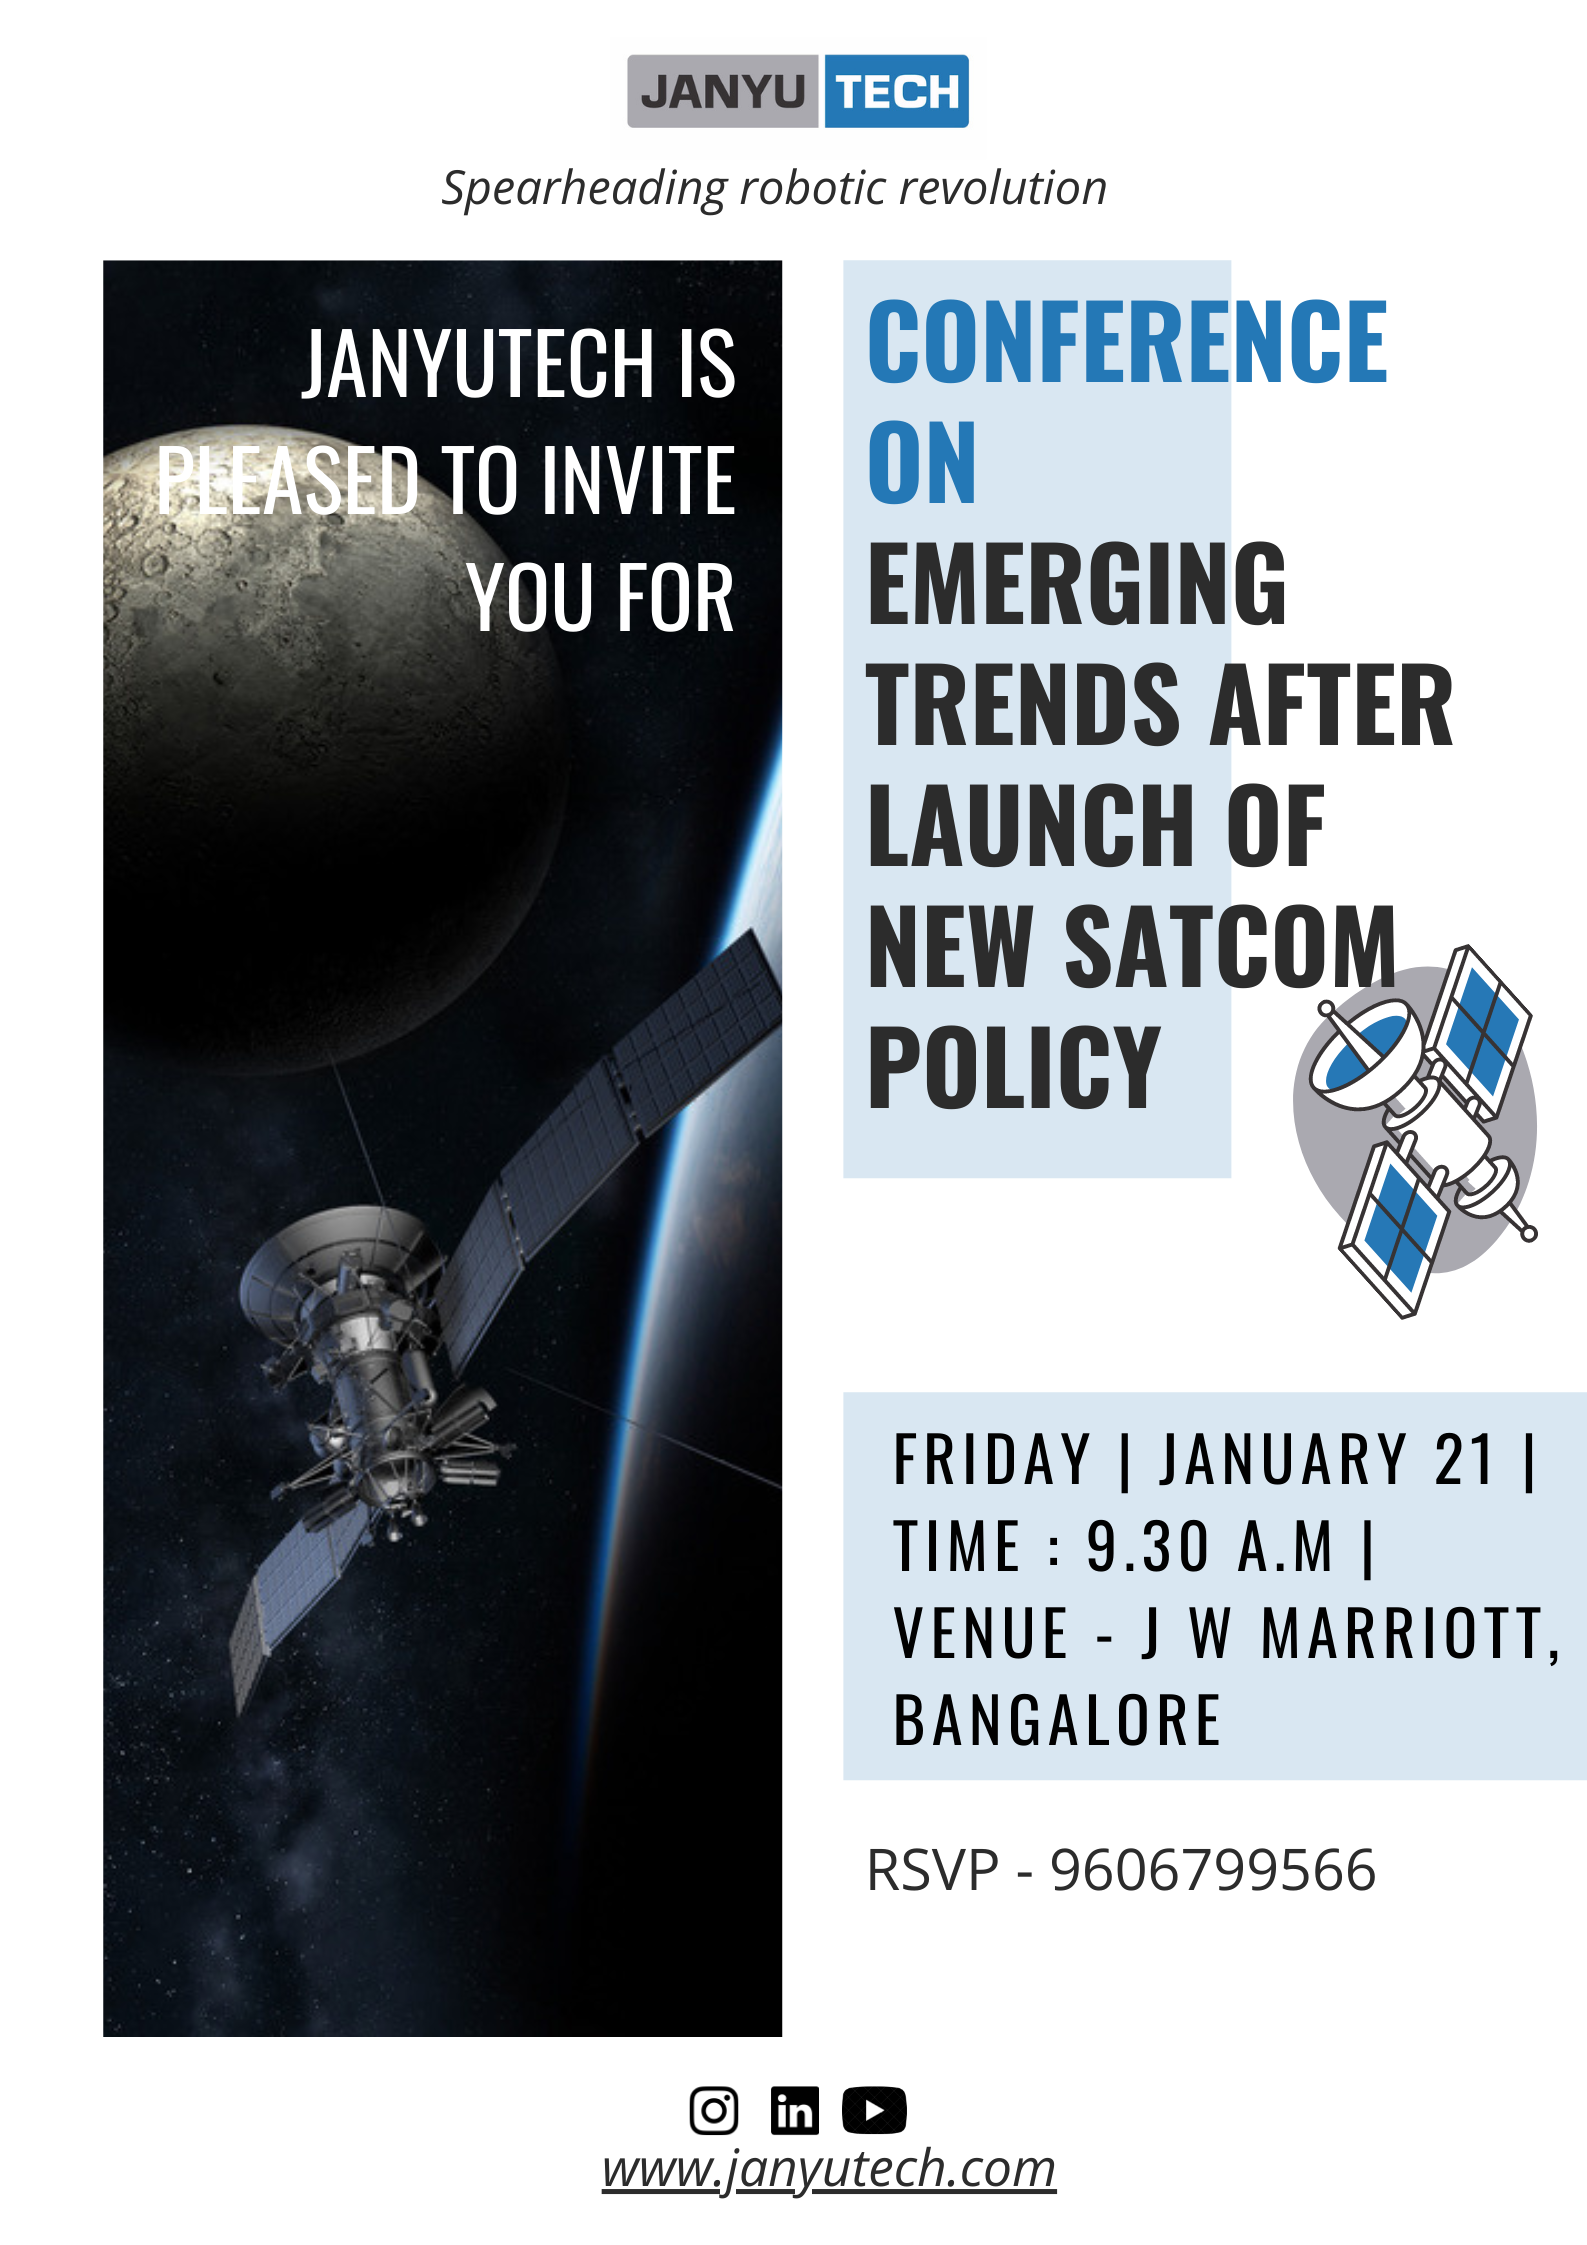 JANYU TECH
Spearheading robotic revolution
JANYUTECH IS
PLEASED TO INVITE
YOU FOR
CONFERENCE
ON
EMERGING
TRENDS AFTER
LAUNCH OF
NEW SATCOM
POLICY
FRIDAY | JANUARY 21 |
TIME : 9.30 A.M |
VENUE - J W MARRIOTT,
BANGALORE
RSVP - 9606799566
in
www.janyutech.com